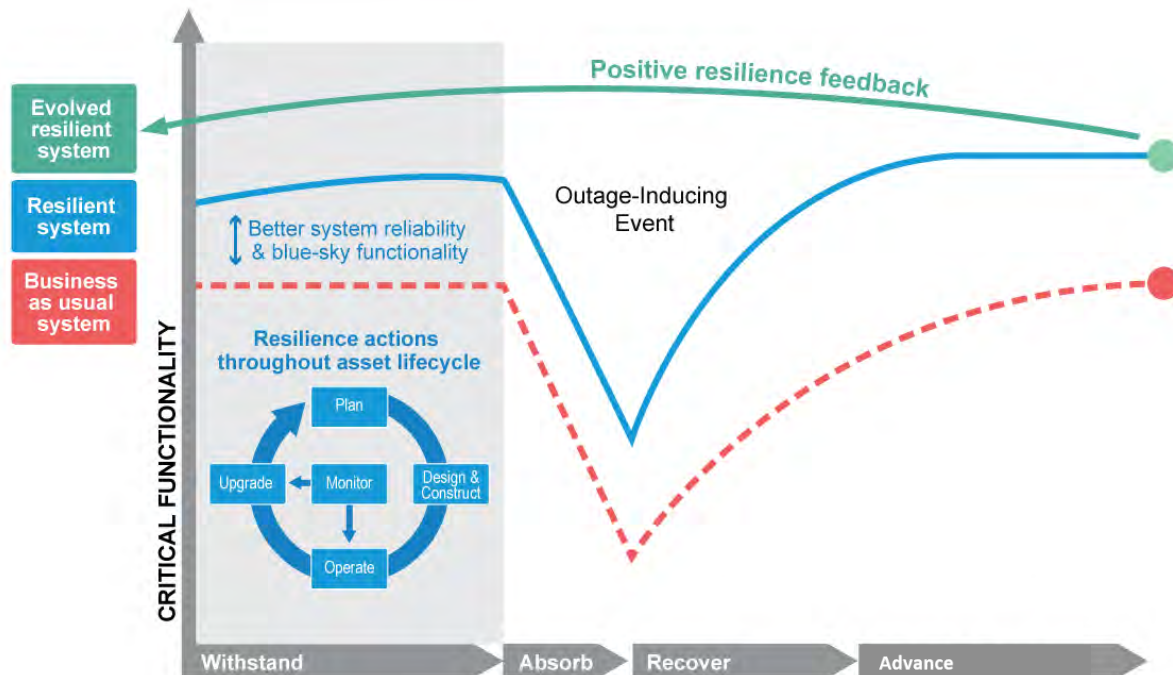 Positive resilience feedback
Evolved
resilient
system
Resilient
system
Business
as usual
system
CRITICAL FUNCTIONALITY
Better system reliability
& blue-sky functionality
Outage-Inducing
Event
Resilience actions
throughout asset lifecycle
Plan
Upgrade
Monitor
Design &
Construct
Operate
Withstand
Absorb
Recover
Advance